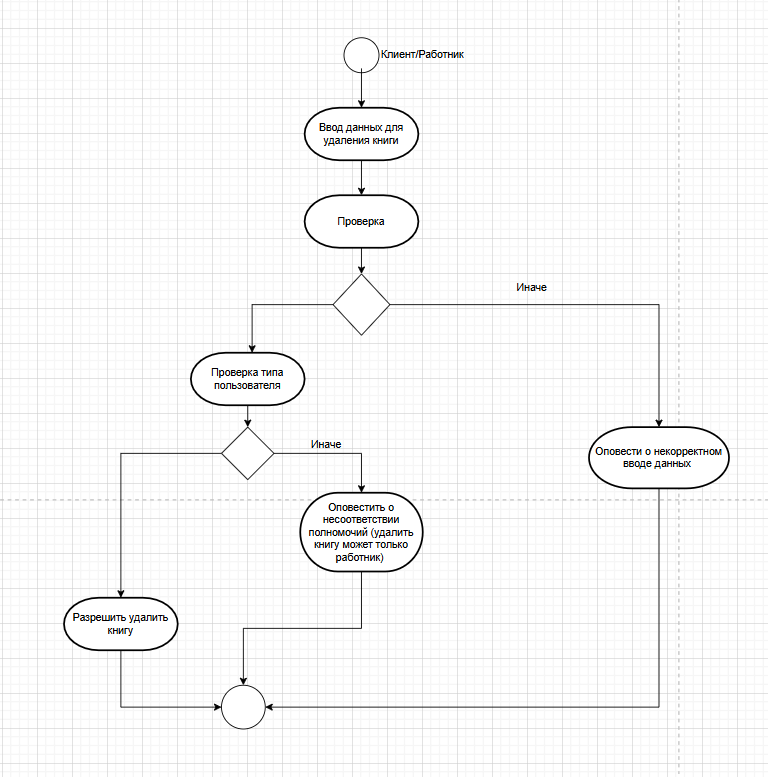 Клиент/Работник
Ввод данных для
удаления книги
Проверка
Иначе
Проверка типа
пользователя
Иначе
Оповести о некорректном
вводе данных
Оповестить о
несоответствии
полномочий (удалить
книгу может только
работник)
Разрешить удалить
книгу